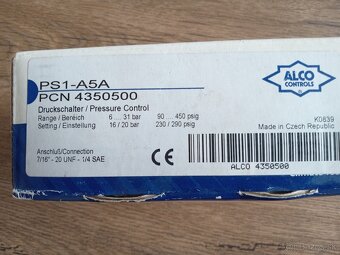 PS1-A5A
PCN 4350500
Druckschalter / Pressure Control
Range / Bereich 6 ... 31 bar 90 ... 450 psig
Setting / Einstellung 16 / 20 bar 230 / 290 psig
Anschluß/Connection
7/16" - 20 UNF - 1/4 SAE
ALCO
CONTROLS
K0839
Made in Czech Republic
CE
ALCO 4350500